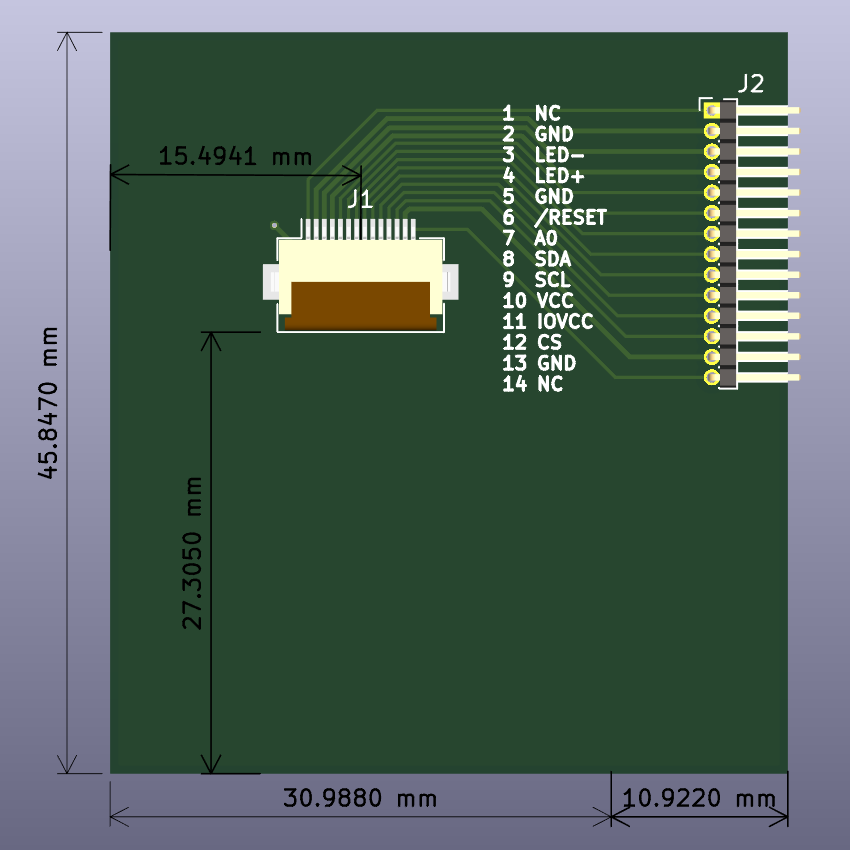 J2
1 NC
2 GND
3 LED-
4 LED+
5 GND
6 /RESET
7 A0
8 SDA
9 SCL
10 VCC
11 IOVCC
12 CS
13 GND
14 NC
15.4941 mm
J1
45.8470 mm
27.3050 mm
30.9880 mm
10.9220 mm